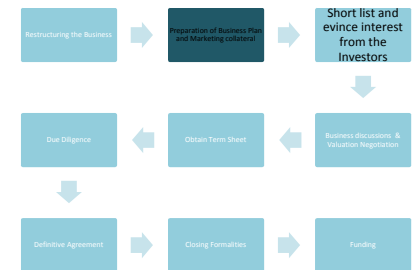 Restructuring the Business
Preparation of Business Plan
and Marketing collateral
Short list and
evince interest
from the
Investors
Business discussions &
Valuation Negotiation
Obtain Term Sheet
Due Diligence
Definitive Agreement
Closing Formalities
Funding